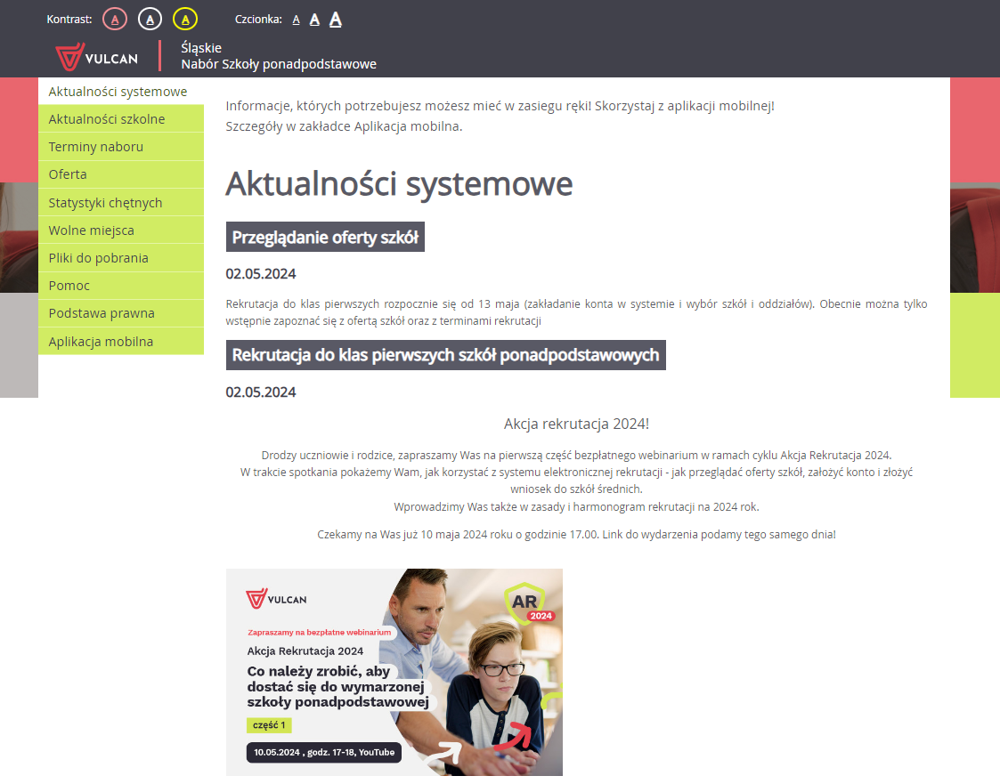 Kontrast: A A A Czcionka: A A A
VULCAN
Śląskie
Nabór Szkoły ponadpodstawowe
Aktualności systemowe
Aktualności szkolne
Terminy naboru
Oferta
Statystyki chętnych
Wolne miejsca
Pliki do pobrania
Pomoc
Podstawa prawna
Aplikacja mobilna
Informacje, których potrzebujesz możesz mieć w zasiegu ręki! Skorzystaj z aplikacji mobilnej!
Szczegóły w zakładce Aplikacja mobilna.
Aktualności systemowe
Przeglądanie oferty szkół
02.05.2024
Rekrutacja do klas pierwszych rozpocznie się od 13 maja (zakładanie konta w systemie i wybór szkół i oddziałów). Obecnie można tylko
wstępnie zapoznać się z ofertą szkół oraz z terminami rekrutacji
Rekrutacja do klas pierwszych szkół ponadpodstawowych
02.05.2024
Akcja rekrutacja 2024!
Drodzy uczniowie i rodzice, zapraszamy Was na pierwszą część bezpłatnego webinarium w ramach cyklu Akcja Rekrutacja 2024.
W trakcie spotkania pokażemy Wam, jak korzystać z systemu elektronicznej rekrutacji - jak przeglądać oferty szkół, założyć konto i złożyć
wniosek do szkół średnich.
Wprowadzimy Was także w zasady i harmonogram rekrutacji na 2024 rok.
Czekamy na Was już 10 maja 2024 roku o godzinie 17.00. Link do wydarzenia podamy tego samego dnia!
VULCAN
AR
2024
Zapraszamy na bezpłatne webinarium
Akcja Rekrutacja 2024
Co należy zrobić, aby
dostać się do wymarzonej
szkoły ponadpodstawowej
część 1
10.05.2024 , godz. 17-18, YouTube